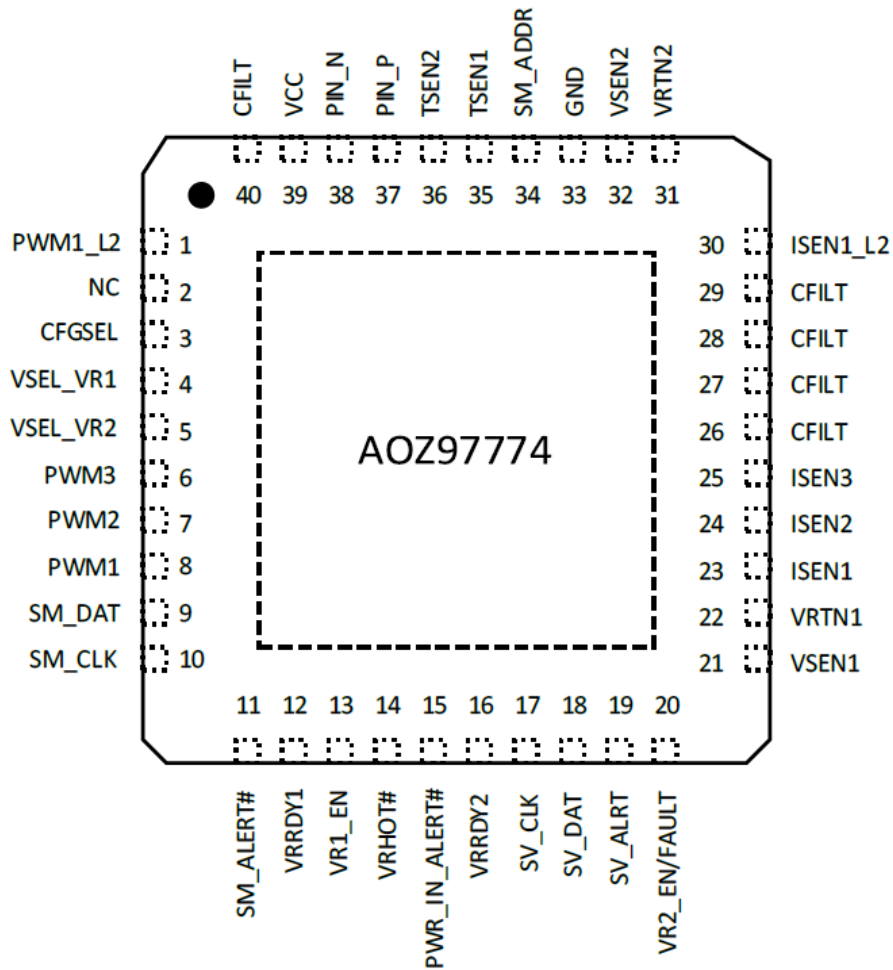 CFILT
VCC
PIN_N
PIN_P
TSEN2
TSEN1
SM_ADDR
GND
VSEN2
VRTN2
40 39 38 37 36 35 34 33 32 31
PWM1_L2 1
NC 2
CFGSEL 3
VSEL_VR1 4
VSEL_VR2 5
PWM3 6
PWM2 7
PWM1 8
SM_DAT 9
SM_CLK 10
AOZ97774
30 ISEN1_L2
29 CFILT
28 CFILT
27 CFILT
26 CFILT
25 ISEN3
24 ISEN2
23 ISEN1
22 VRTN1
21 VSEN1
11 12 13 14 15 16 17 18 19 20
SM_ALERT#
VRRDY1
VR1_EN
VRHOT#
PWR_IN_ALERT#
VRRDY2
SV_CLK
SV_DAT
SV_ALRT
VR2_EN/FAULT